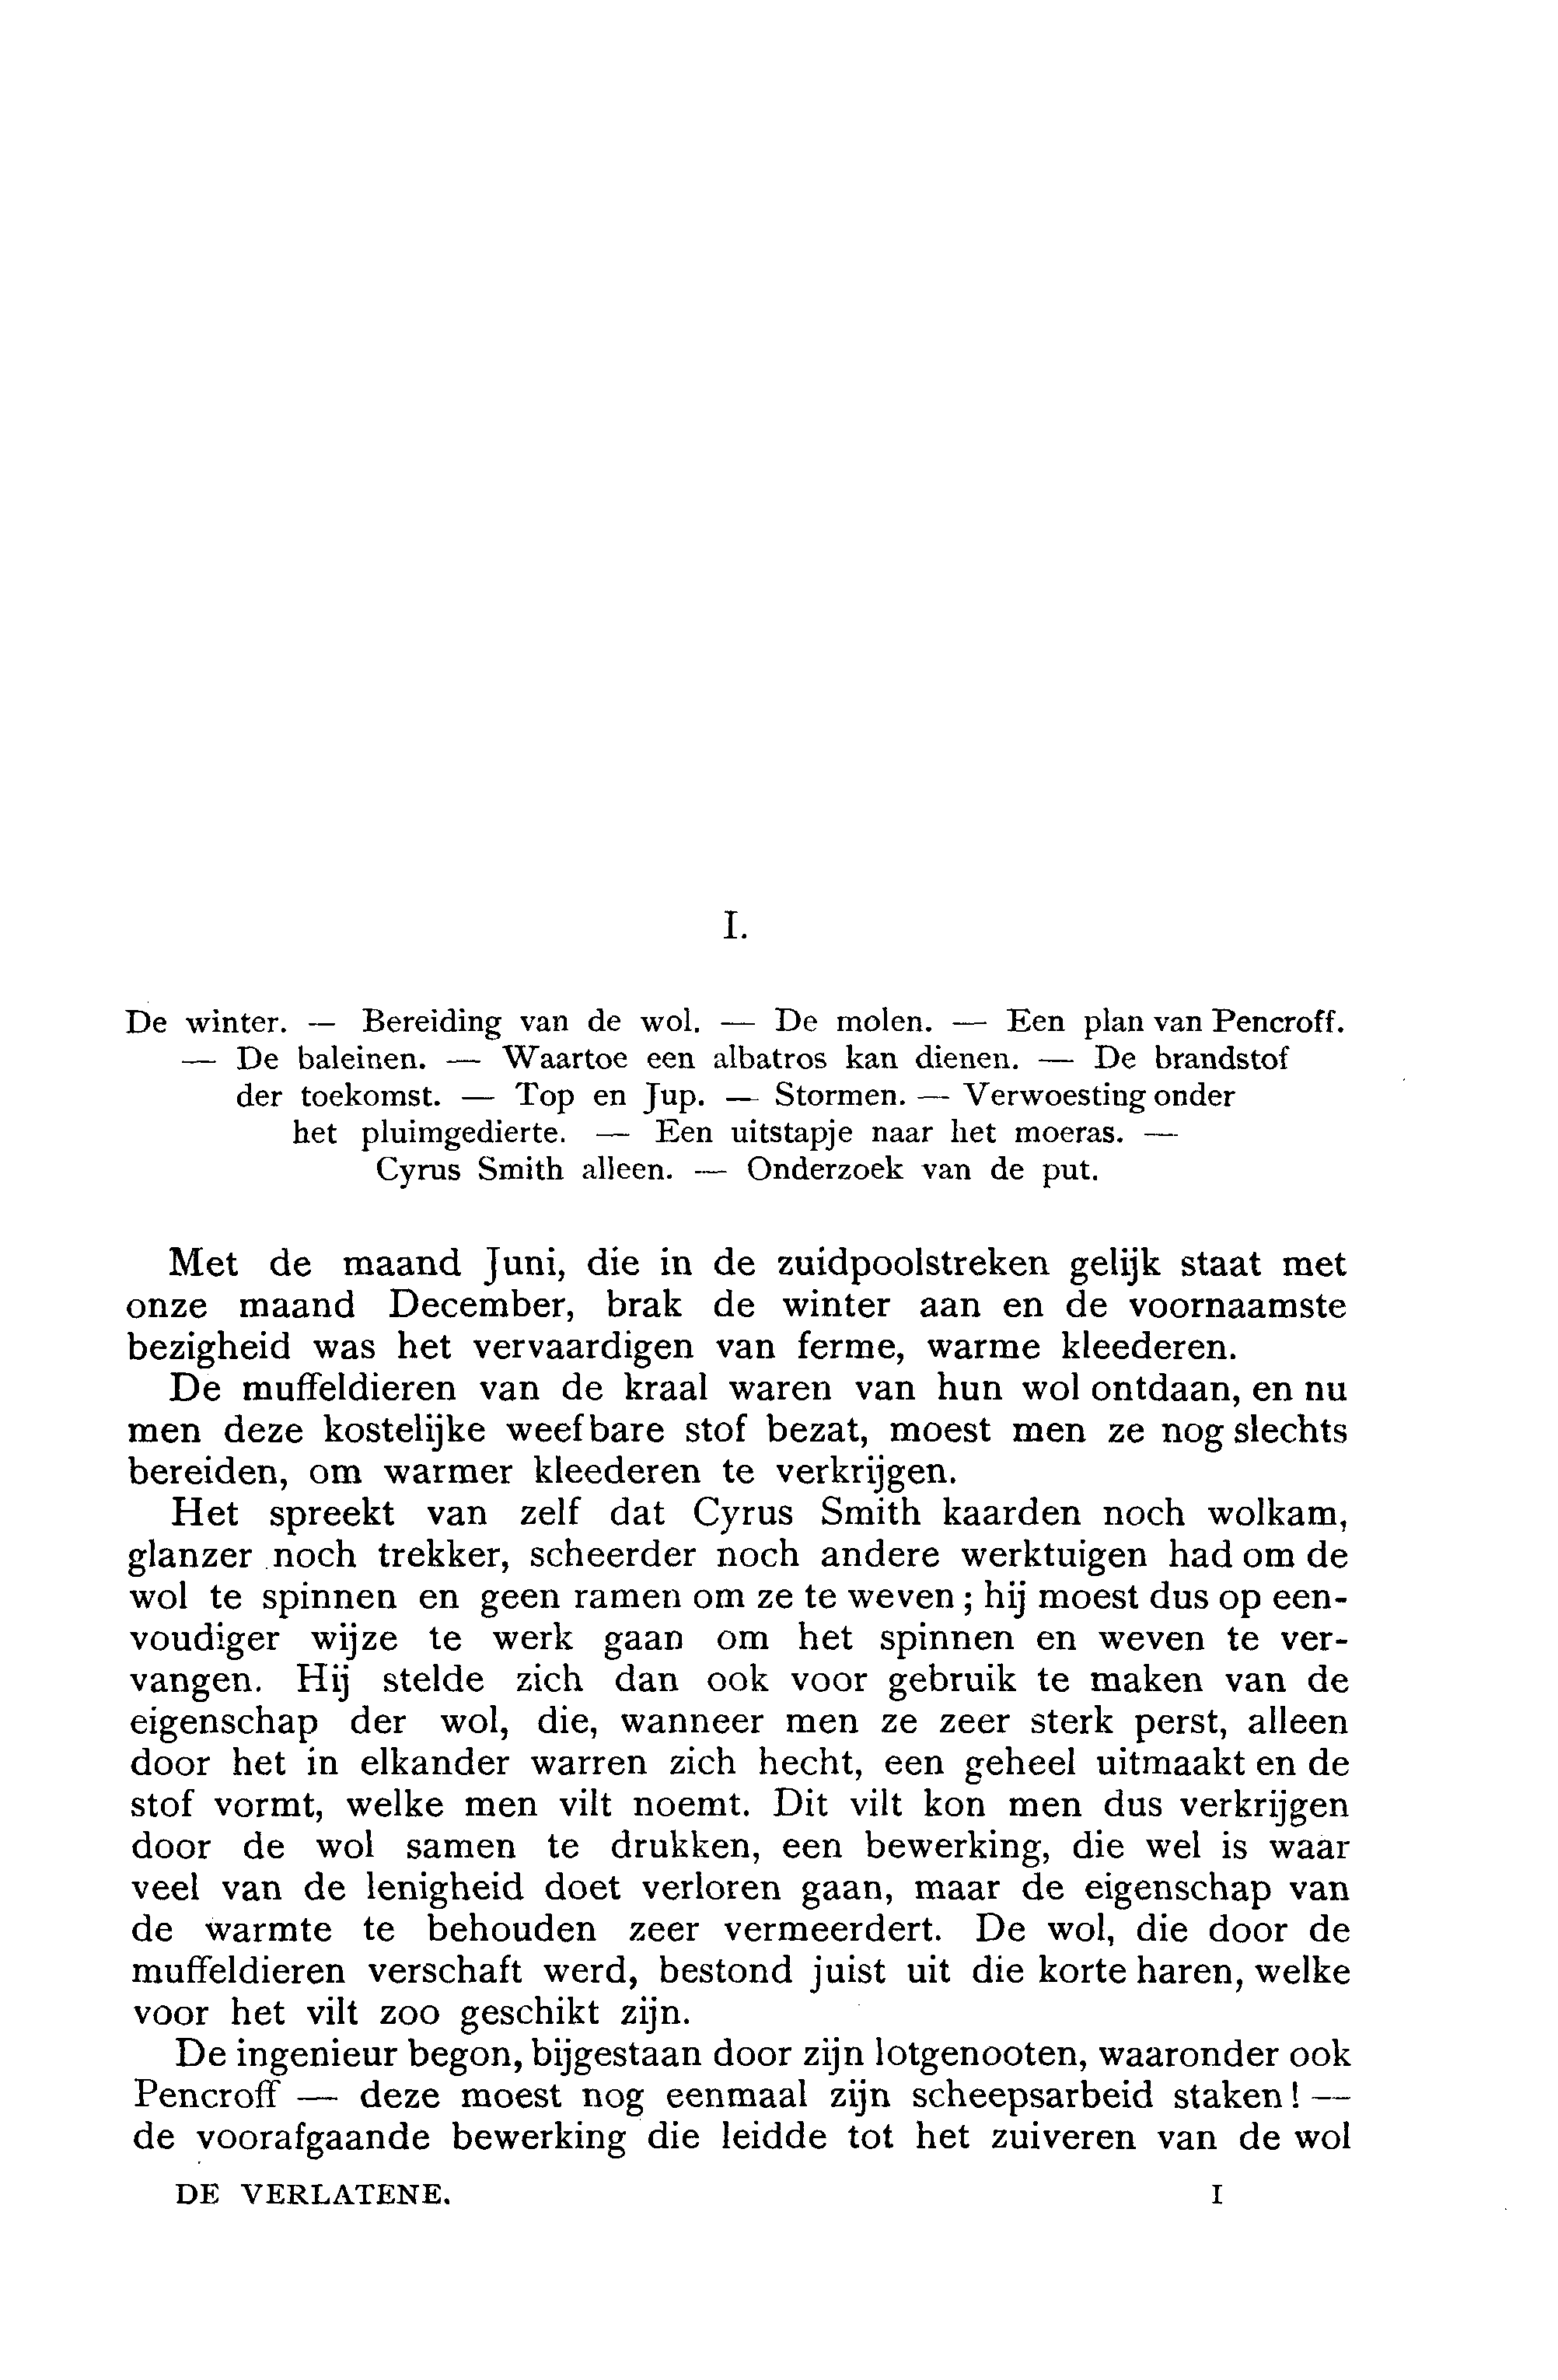 I.
De winter. — Bereiding van de wol. — De molen. — Een plan van Pencroff.
— De baleinen. — Waartoe een albatros kan dienen. — De brandstof
der toekomst. — Top en Jup. — Stormen. — Verwoesting onder
het pluimgedierte. — Een uitstapje naar het moeras. —
Cyrus Smith alleen. — Onderzoek van de put.
Met de maand Juni, die in de zuidpoolstreken gelijk staat met
onze maand December, brak de winter aan en de voornaamste
bezigheid was het vervaardigen van ferme, warme kleederen.
De muffeldieren van de kraal waren van hun wol ontdaan, en nu
men deze kostelijke weefbare stof bezat, moest men ze nog slechts
bereiden, om warmer kleederen te verkrijgen.
Het spreekt van zelf dat Cyrus Smith kaarden noch wolkam,
glanzer noch trekker, scheerder noch andere werktuigen had om de
wol te spinnen en geen ramen om ze te weven; hij moest dus op een-
voudiger wijze te werk gaan om het spinnen en weven te ver-
vangen. Hij stelde zich dan ook voor gebruik te maken van de
eigenschap der wol, die, wanneer men ze zeer sterk perst, alleen
door het in elkander warren zich hecht, een geheel uitmaakt en de
stof vormt, welke men vilt noemt. Dit vilt kon men dus verkrijgen
door de wol samen te drukken, een bewerking, die wel is waar
veel van de lenigheid doet verloren gaan, maar de eigenschap van
de warmte te behouden zeer vermeerdert. De wol, die door de
muffeldieren verschaft werd, bestond juist uit die korte haren, welke
voor het vilt zoo geschikt zijn.
De ingenieur begon, bijgestaan door zijn lotgenooten, waaronder ook
Pencroff — deze moest nog eenmaal zijn scheepsarbeid staken! —
de voorafgaande bewerking die leidde tot het zuiveren van de wol
DE VERLATENE. I